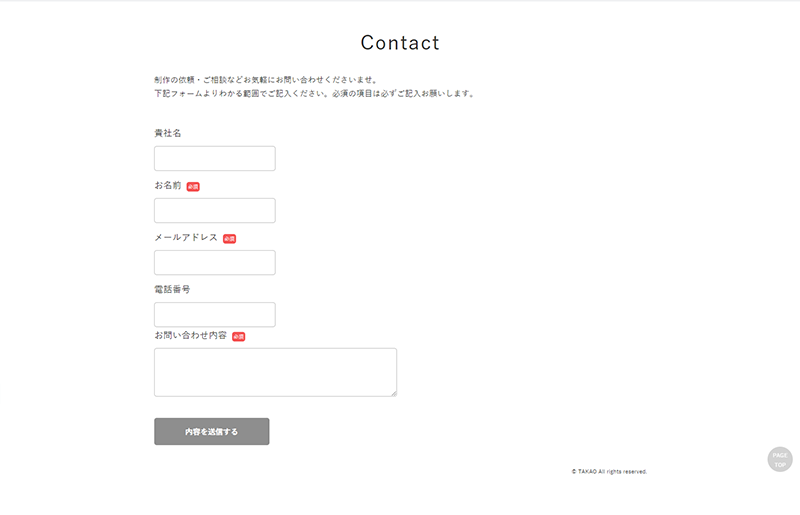 Contact
制作の依頼・ご相談などお気軽にお問い合わせくださいませ。
下記フォームよりわかる範囲でご記入ください。必須の項目は必ずご記入お願いします。
貴社名
お名前 必須
メールアドレス 必須
電話番号
お問い合わせ内容 必須
内容を送信する
PAGE
TOP
© TAKAO All rights reserved.